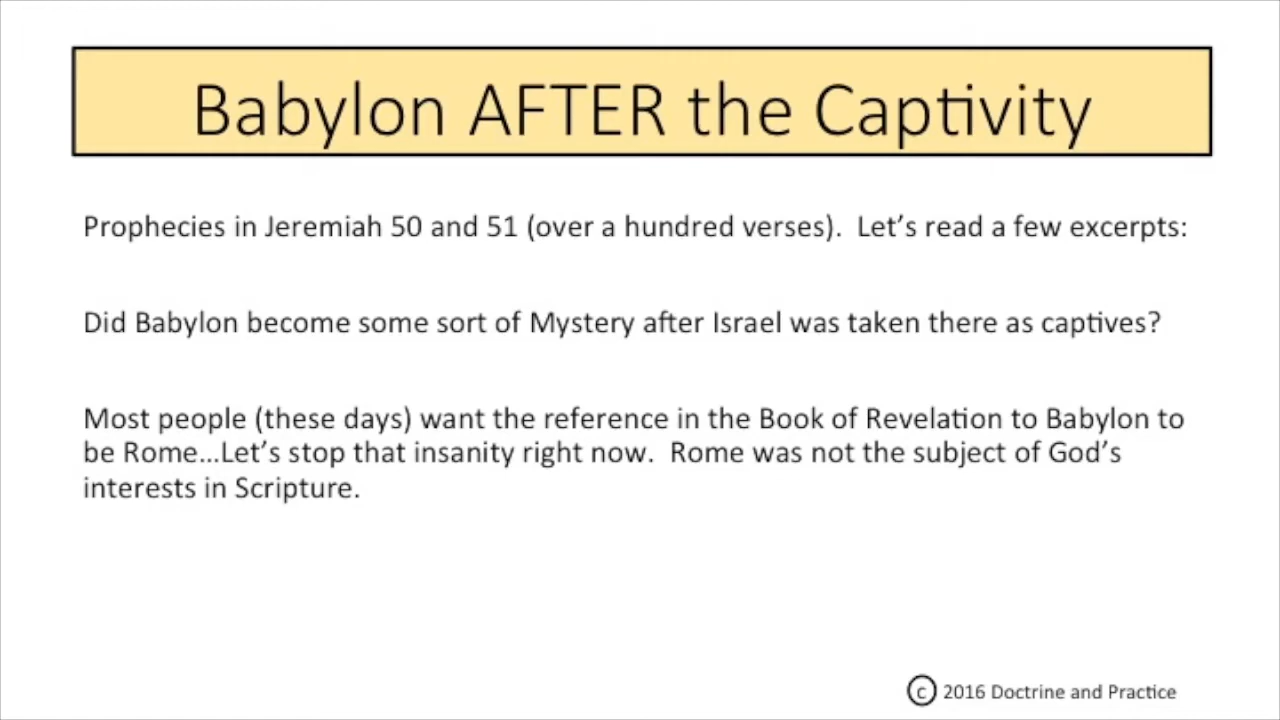 Babylon AFTER the Captivity
Prophecies in Jeremiah 50 and 51 (over a hundred verses).  Let’s read a few excerpts:
Did Babylon become some sort of Mystery after Israel was taken there as captives?
Most people (these days) want the reference in the Book of Revelation to Babylon to
be Rome…Let’s stop that insanity right now.  Rome was not the subject of God’s
interests in Scripture.
© 2016 Doctrine and Practice